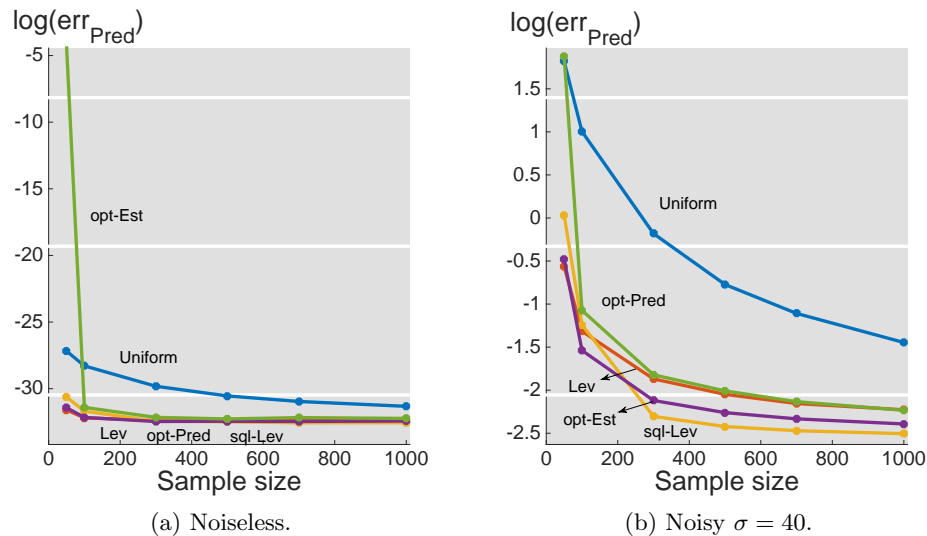 log(err_Pred)
-5
-10
-15
-20
-25
-30
opt-Est
Uniform
Lev opt-Pred sql-Lev
0 200 400 600 800 1000
Sample size
(a) Noiseless.
log(err_Pred)
1.5
1
0.5
0
-0.5
-1
-1.5
-2
-2.5
Uniform
opt-Pred
Lev
opt-Est
sql-Lev
0 200 400 600 800 1000
Sample size
(b) Noisy σ = 40.